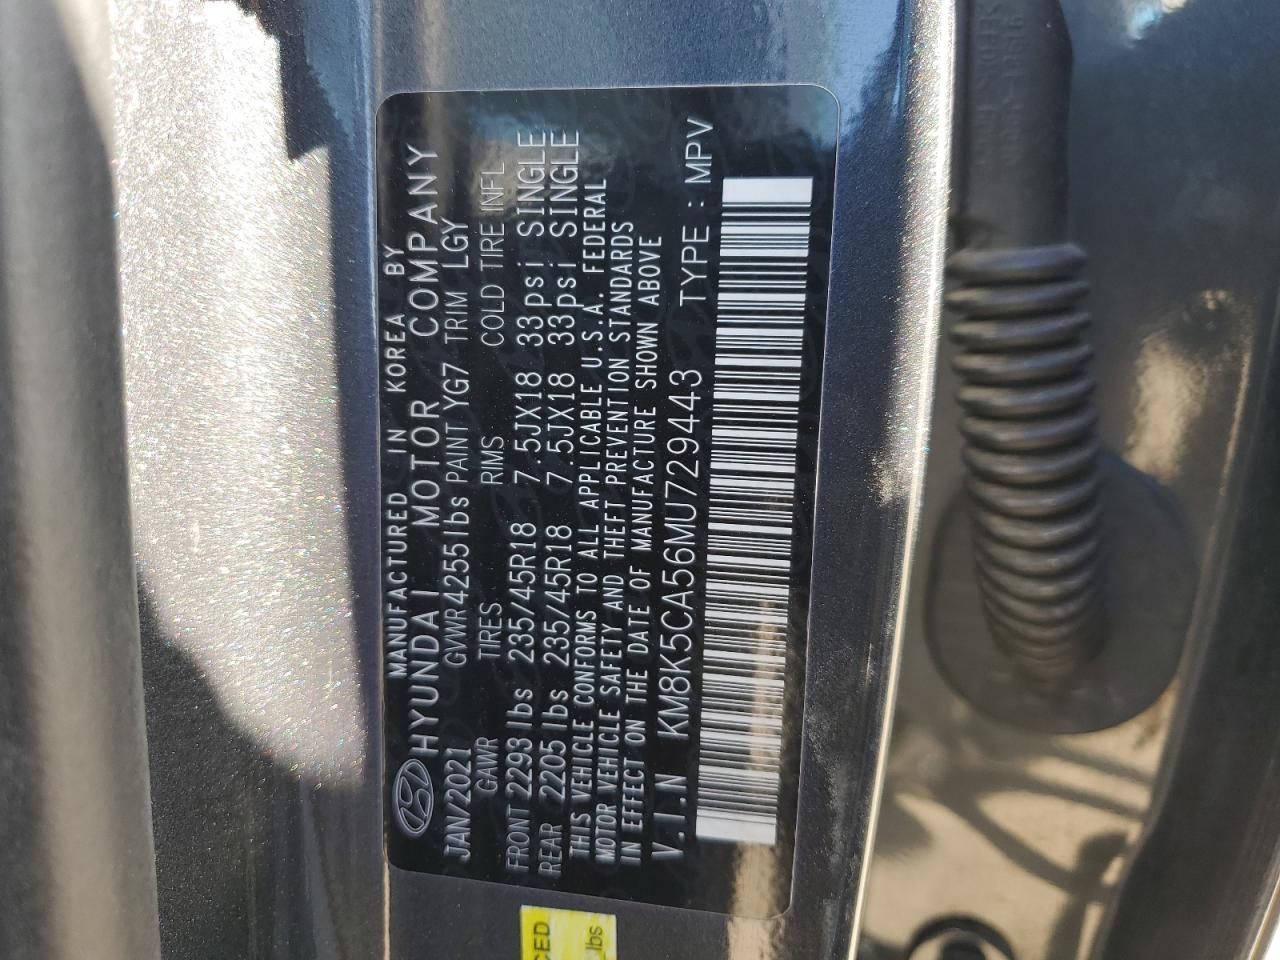 MANUFACTURED IN KOREA BY
HYUNDAI MOTOR COMPANY
JAN/2021 GVWR 4255lbs PAINT YG7 TRIM LGY
GAWR TIRES RIMS COLD TIRE INFL
FRONT 2293lbs 235/45R18 7.5JX18 33psi SINGLE
REAR 2205lbs 235/45R18 7.5JX18 33psi SINGLE
THIS VEHICLE CONFORMS TO ALL APPLICABLE U.S.A. FEDERAL
MOTOR VEHICLE SAFETY AND THEFT PREVENTION STANDARDS
IN EFFECT ON THE DATE OF MANUFACTURE SHOWN ABOVE
V.I.N KM8K5CA56MU729443 TYPE : MPV
CED
lbs